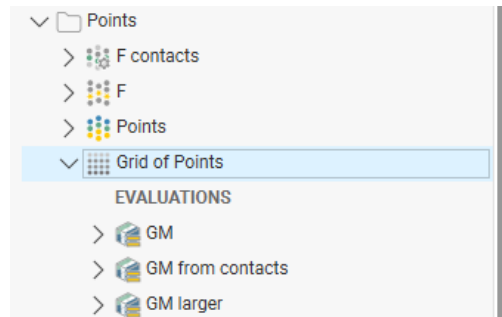 Points
F contacts
F
Points
Grid of Points
EVALUATIONS
GM
GM from contacts
GM larger